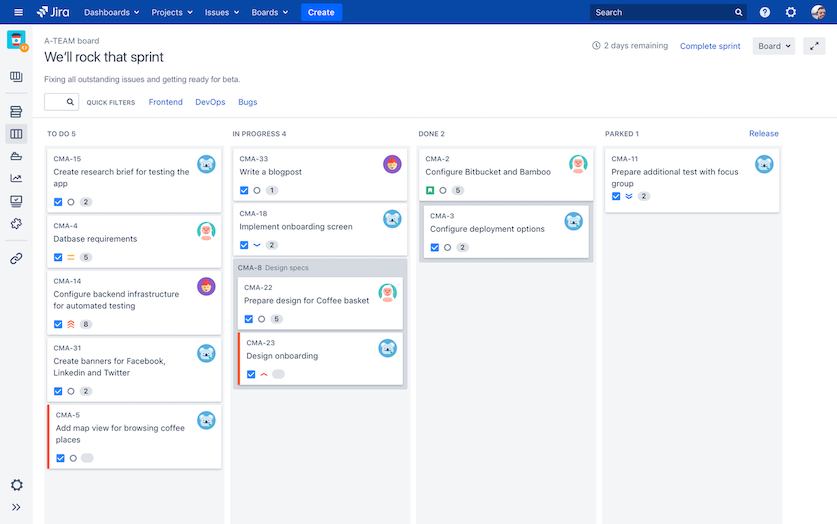 Jira Dashboards Projects Issues Boards Create Search
A-TEAM board
We'll rock that sprint
2 days remaining Complete sprint Board
Fixing all outstanding issues and getting ready for beta.
QUICK FILTERS Frontend DevOps Bugs
TO DO 5
CMA-15
Create research brief for testing the
app
2
CMA-4
Datbase requirements
5
CMA-14
Configure backend infrastructure
for automated testing
8
CMA-31
Create banners for Facebook,
Linkedin and Twitter
2
CMA-5
Add map view for browsing coffee
places
IN PROGRESS 4
CMA-33
Write a blogpost
1
CMA-18
Implement onboarding screen
2
CMA-8 Design specs
CMA-22
Prepare design for Coffee basket
5
CMA-23
Design onboarding
DONE 2
CMA-2
Configure Bitbucket and Bamboo
5
CMA-3
Configure deployment options
2
PARKED 1 Release
CMA-11
Prepare additional test with focus
group
2